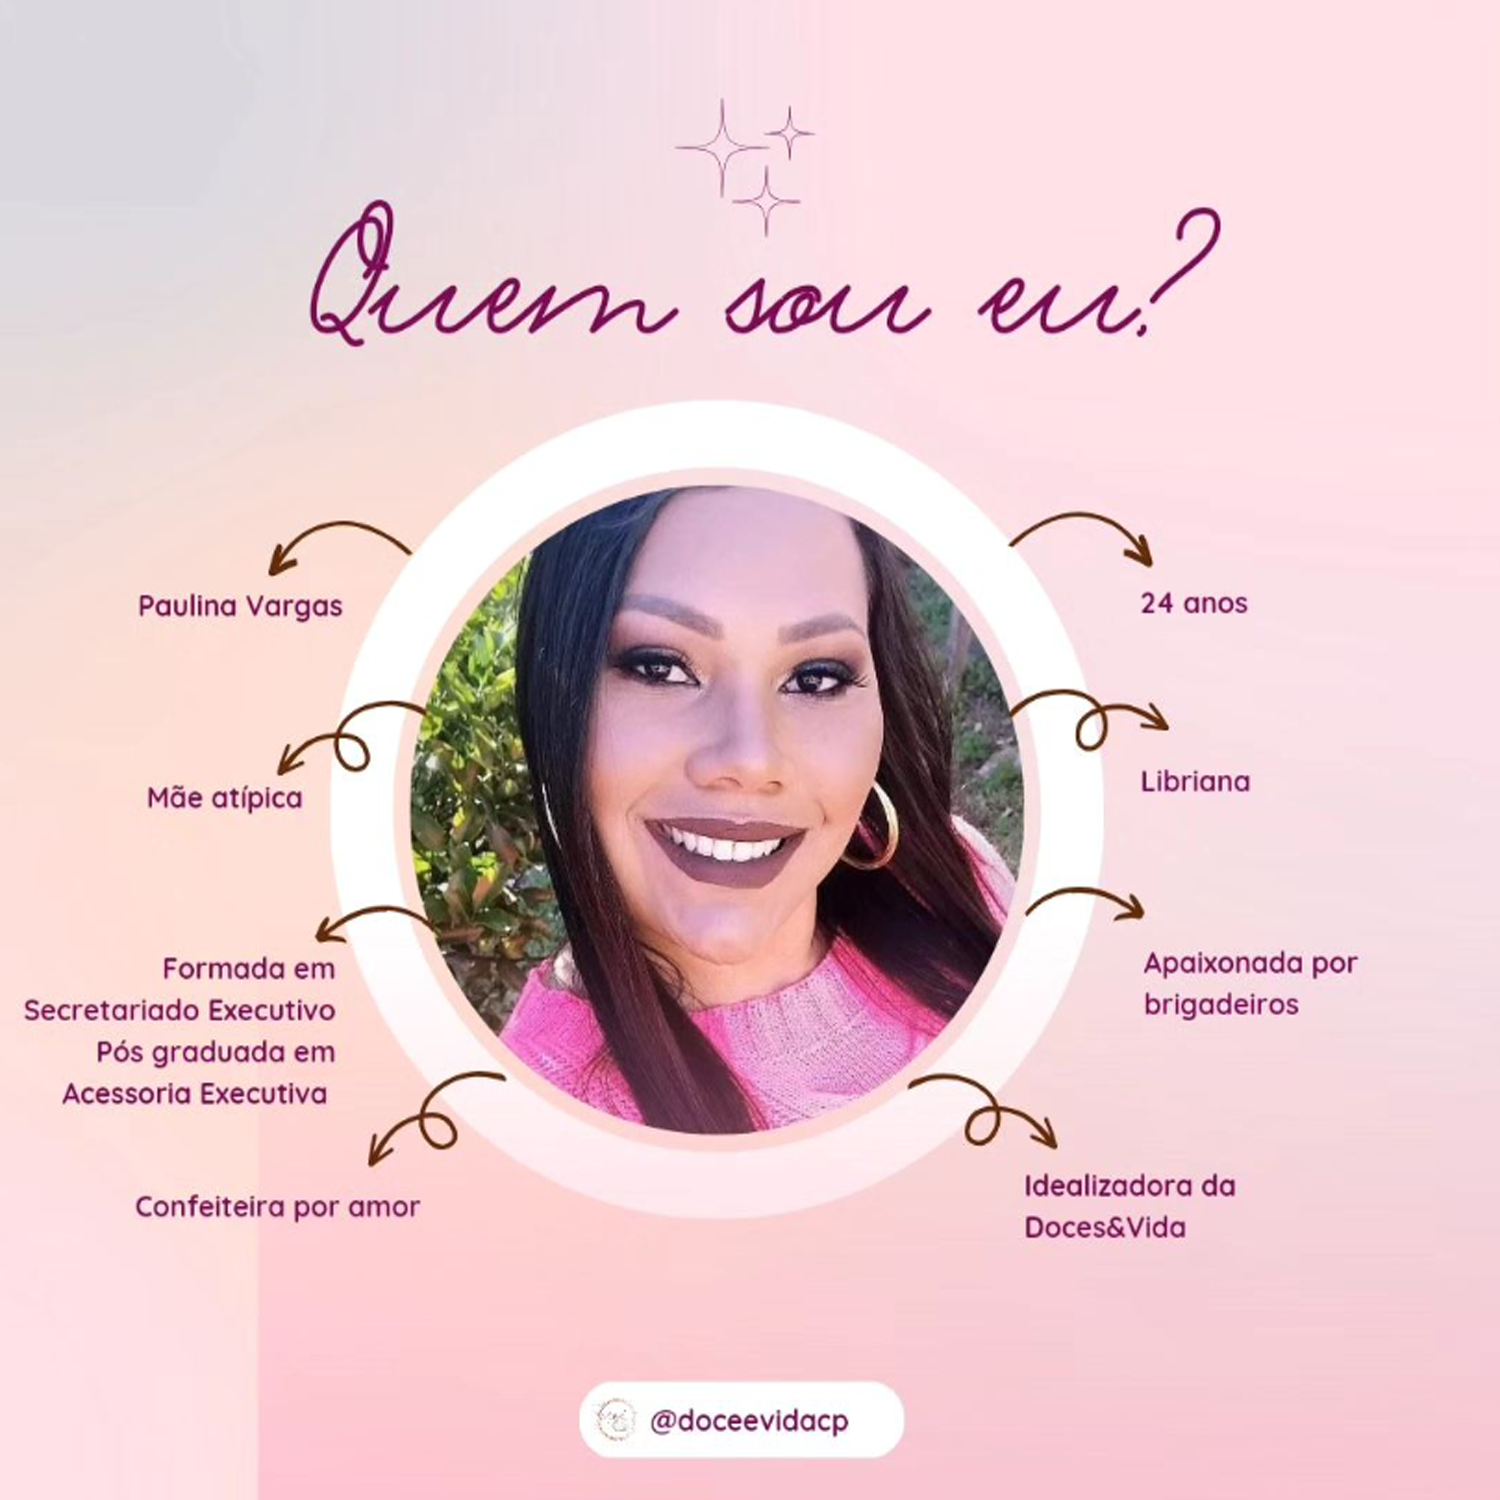 Quem sou eu?
Paulina Vargas
24 anos
Mãe atípica
Libriana
Formada em
Secretariado Executivo
Pós graduada em
Acessoria Executiva
Apaixonada por
brigadeiros
Confeiteira por amor
Idealizadora da
Doces&Vida
@doceevidacp